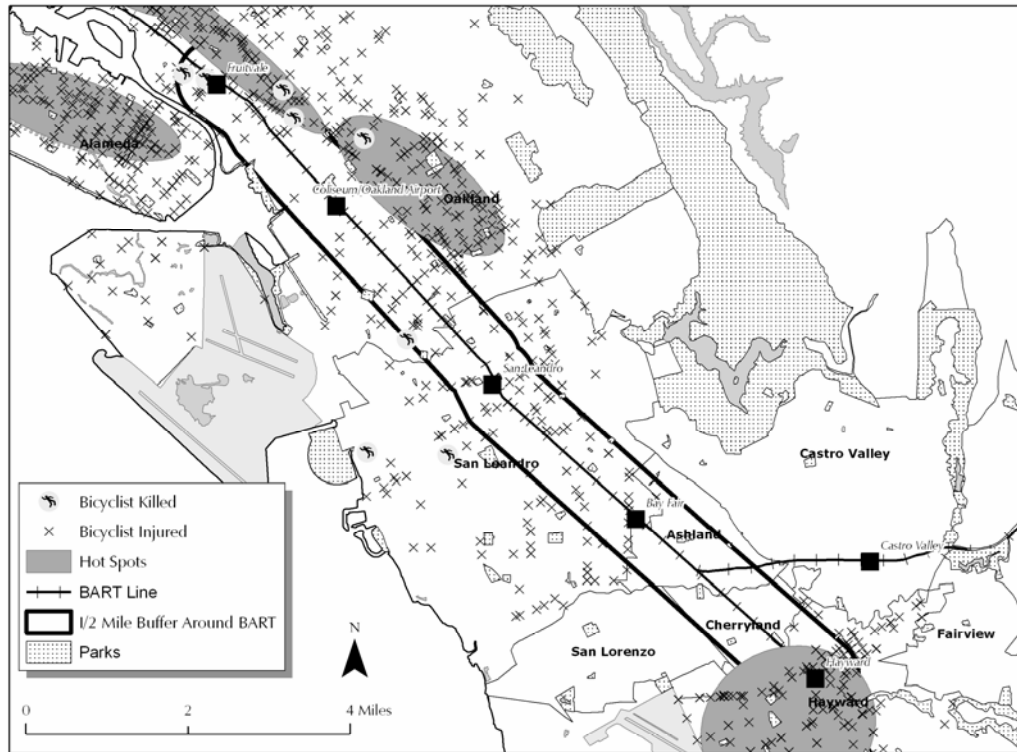 Fruitvale
Alameda
Coliseum/Oakland Airport
Oakland
San Leandro
San Leandro
Castro Valley
Bay Fair
Ashland
Castro Valley
Cherryland
Fairview
San Lorenzo
Hayward
Hayward
Bicyclist Killed
Bicyclist Injured
Hot Spots
BART Line
1/2 Mile Buffer Around BART
Parks
N
0 2 4 Miles